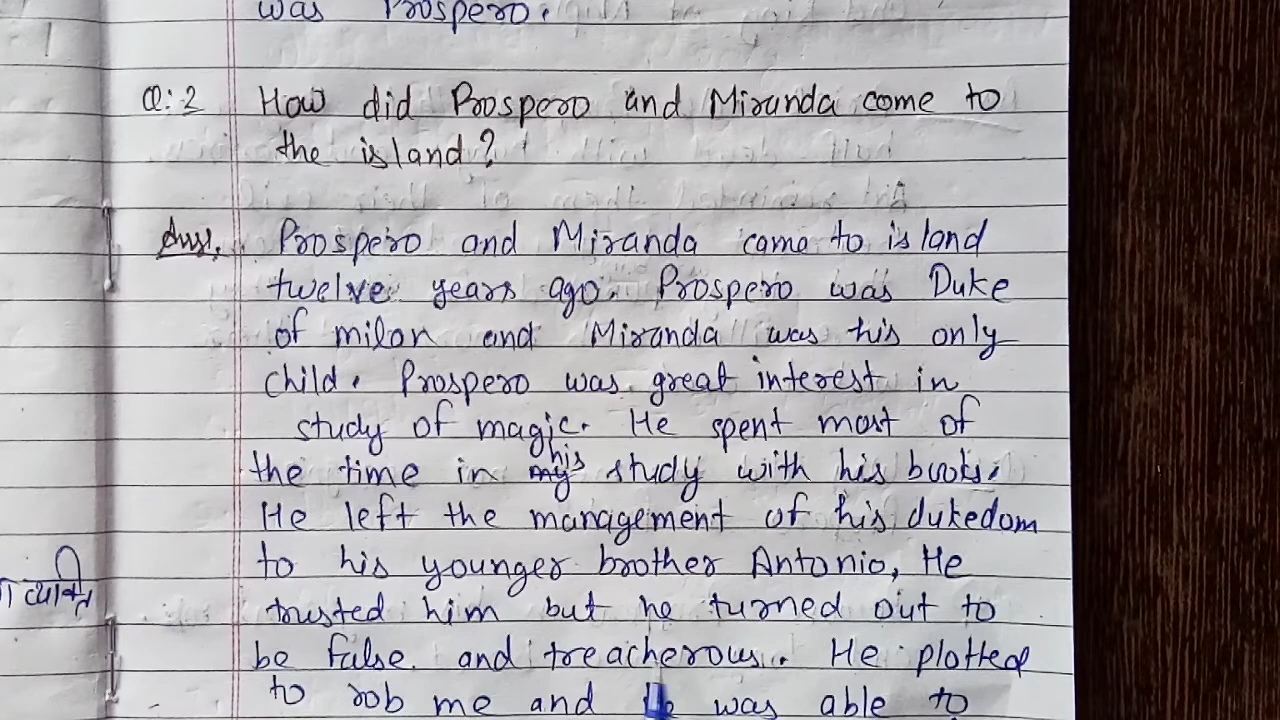 was Prospero.
Q:2 How did Prospero and Miranda come to
the island?
Ans. Prospero and Miranda came to island
twelve years ago. Prospero was Duke
of milan and Miranda was his only
child. Prospero was great interest in
study of magic. He spent most of
the time in his study with his books.
He left the management of his dukedom
to his younger brother Antonio, He
trusted him but he turned out to
be false and treacherous. He plotted
to rob me and was able to